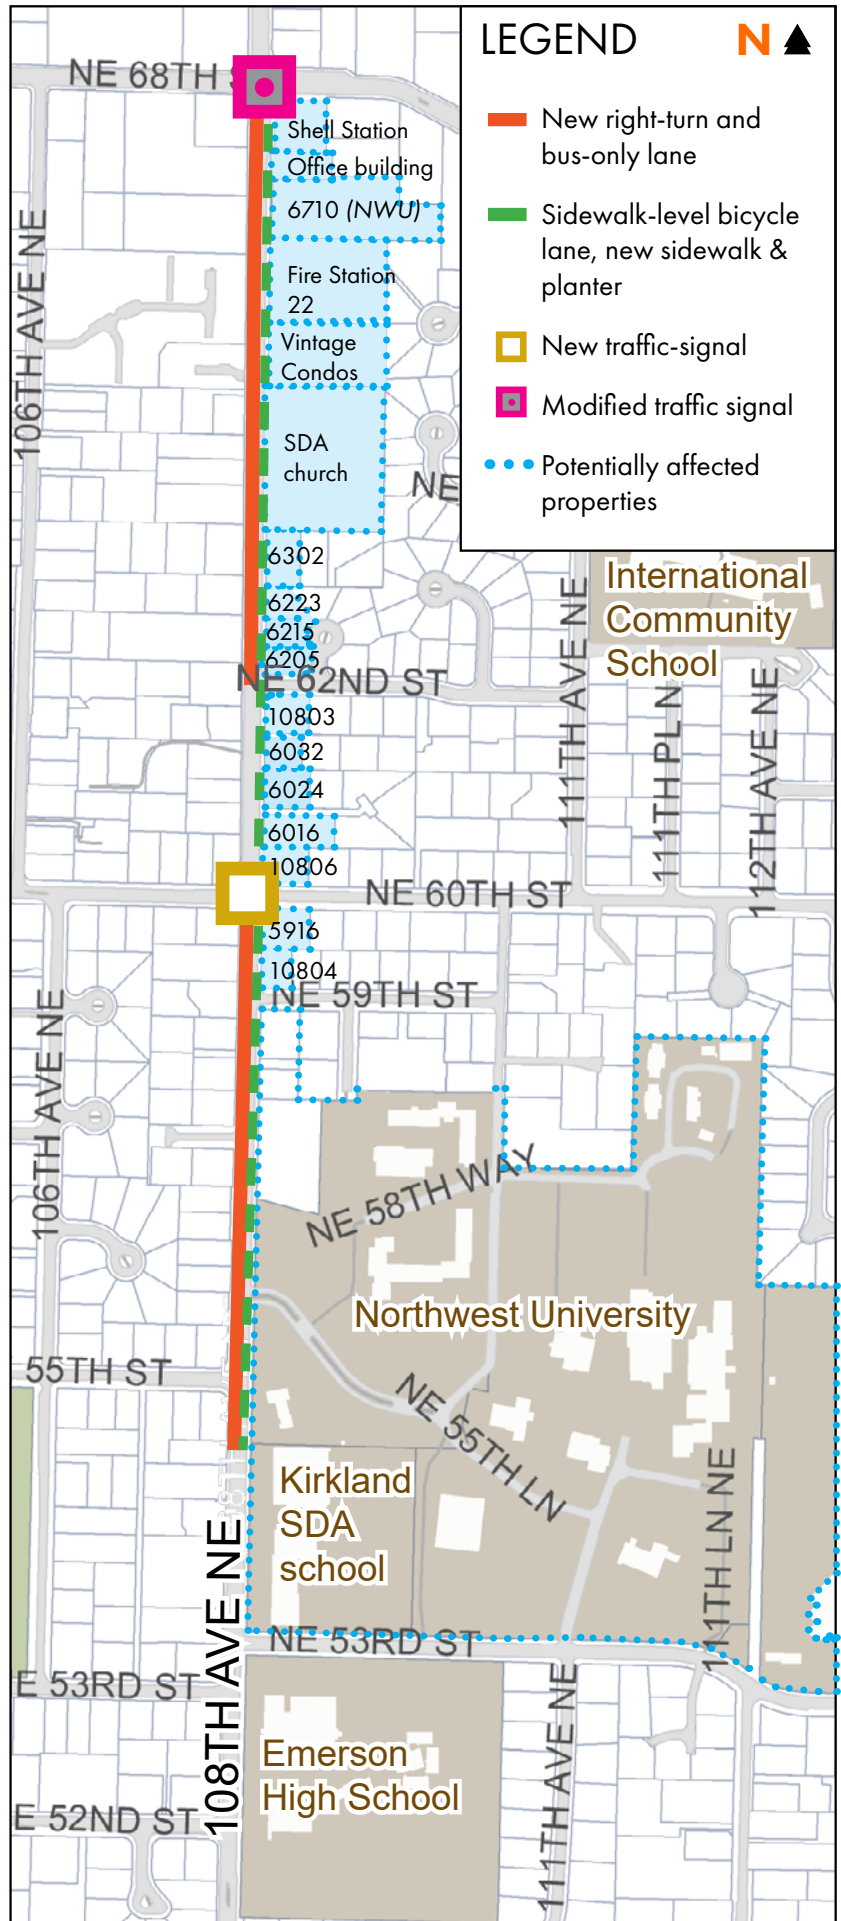 LEGEND
N
New right-turn and
bus-only lane
Sidewalk-level bicycle
lane, new sidewalk &
planter
New traffic-signal
Modified traffic signal
Potentially affected
properties
NE 68TH S
Shell Station
Office building
6710 (NWU)
Fire Station
22
Vintage
Condos
SDA
church
NE
106TH AVE NE
6302
6223
6215
6205
NE 62ND ST
International
Community
School
10803
6032
6024
6016
10806
111TH AVE NE
111TH PL N
112TH AVE NE
NE 60TH ST
5916
10804
NE 59TH ST
106TH AVE NE
NE 58TH WAY
Northwest University
55TH ST
NE 55TH LN
Kirkland
SDA
school
111TH LN NE
108TH AVE NE
NE 53RD ST
E 53RD ST
Emerson
High School
111TH AVE NE
E 52ND ST